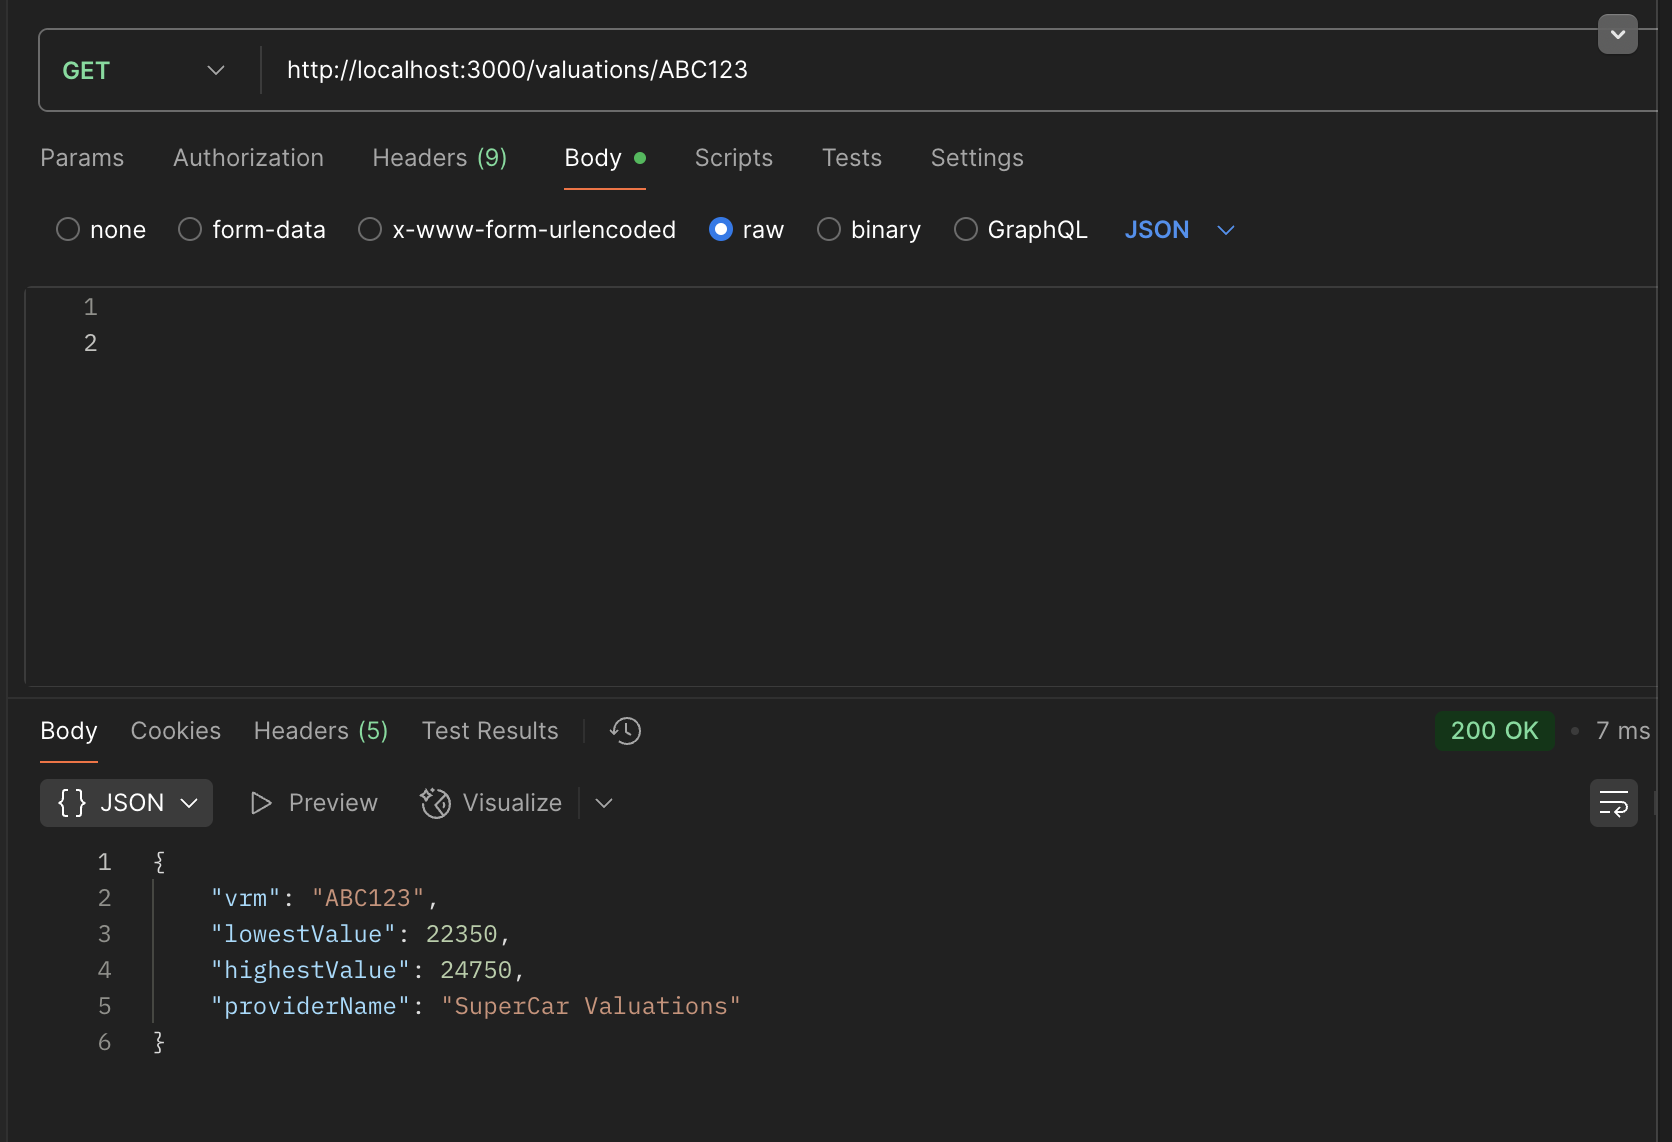 GET http://localhost:3000/valuations/ABC123
Params Authorization Headers (9) Body Scripts Tests Settings
none form-data x-www-form-urlencoded raw binary GraphQL JSON
1
2
Body Cookies Headers (5) Test Results 200 OK • 7 ms
{ } JSON Preview Visualize
1 {
2 "vrm": "ABC123",
3 "lowestValue": 22350,
4 "highestValue": 24750,
5 "providerName": "SuperCar Valuations"
6 }